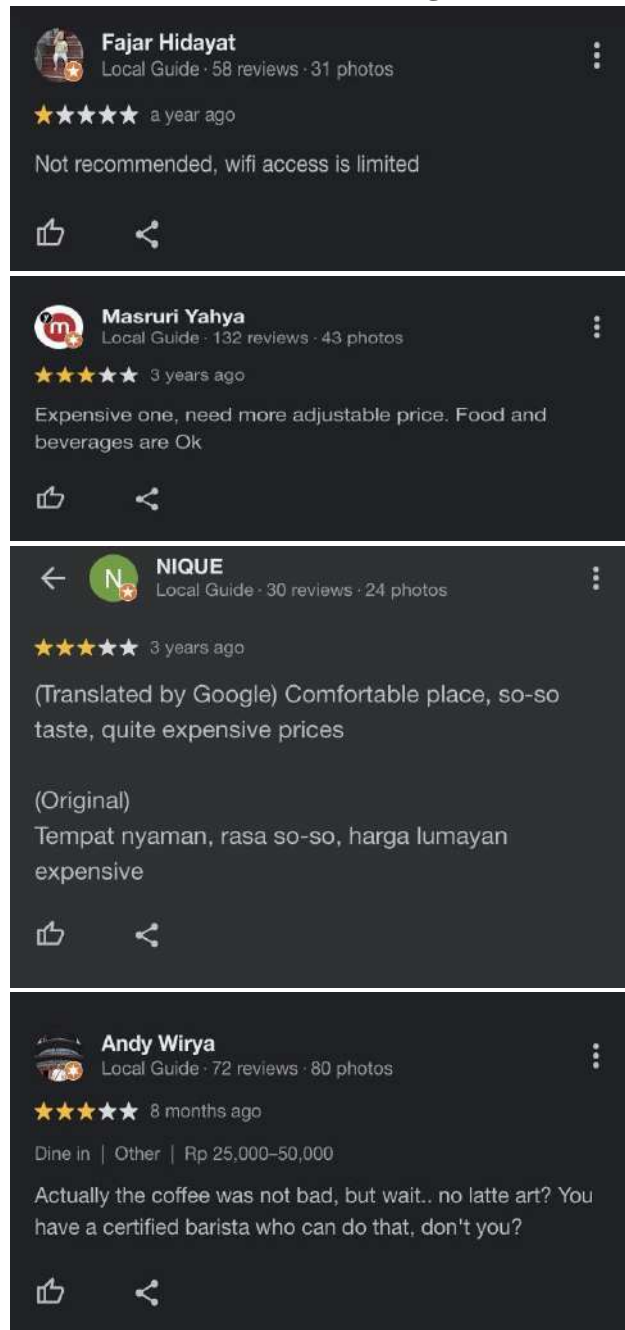 Fajar Hidayat
Local Guide · 58 reviews · 31 photos
a year ago
Not recommended, wifi access is limited
Masruri Yahya
Local Guide · 132 reviews · 43 photos
3 years ago
Expensive one, need more adjustable price. Food and
beverages are Ok
N
NIQUE
Local Guide · 30 reviews · 24 photos
3 years ago
(Translated by Google) Comfortable place, so-so
taste, quite expensive prices
(Original)
Tempat nyaman, rasa so-so, harga lumayan
expensive
Andy Wirya
Local Guide · 72 reviews · 80 photos
8 months ago
Dine in | Other | Rp 25,000–50,000
Actually the coffee was not bad, but wait.. no latte art? You
have a certified barista who can do that, don't you?